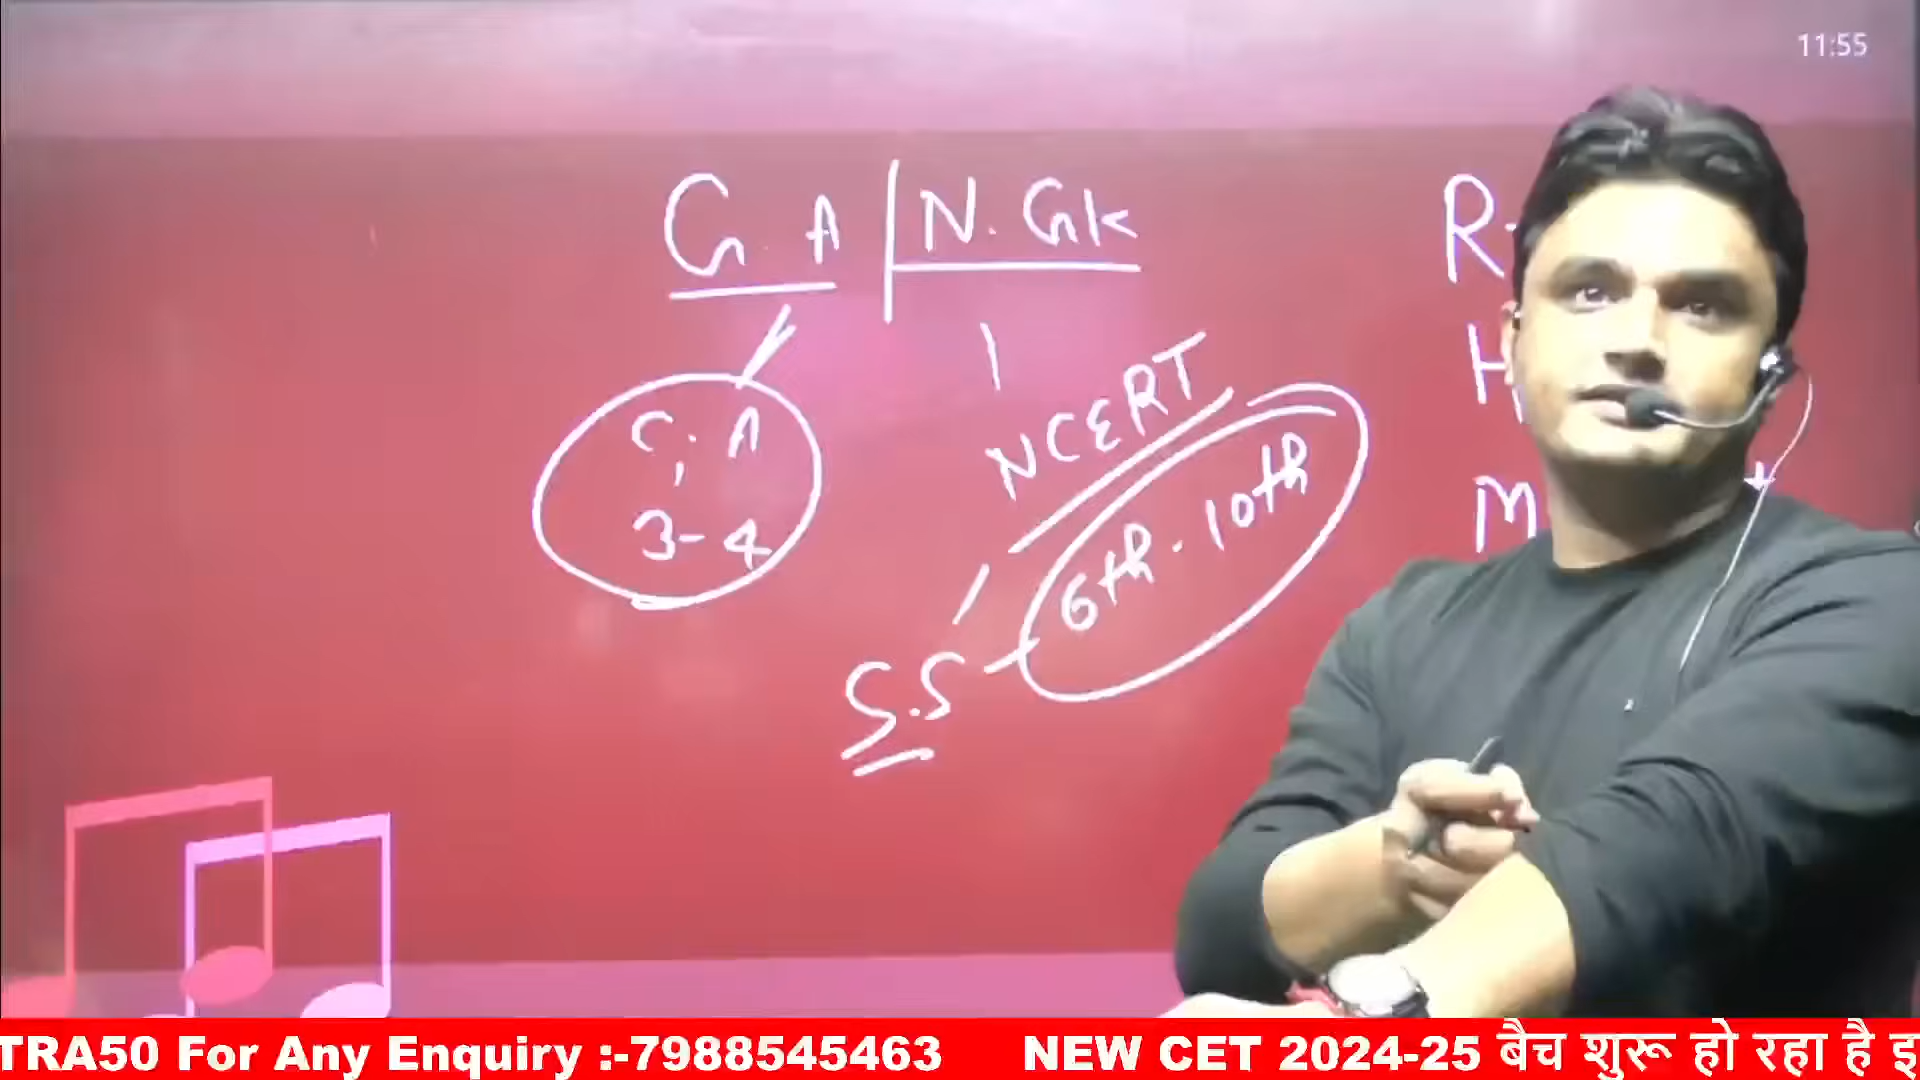 11:55
G.A | N. Gk
R-
C.A
3-4
NCERT
6th - 10th
H
M
S.S
TRA50 For Any Enquiry :-7988545463 NEW CET 2024-25 बैच शुरू हो रहा है इ